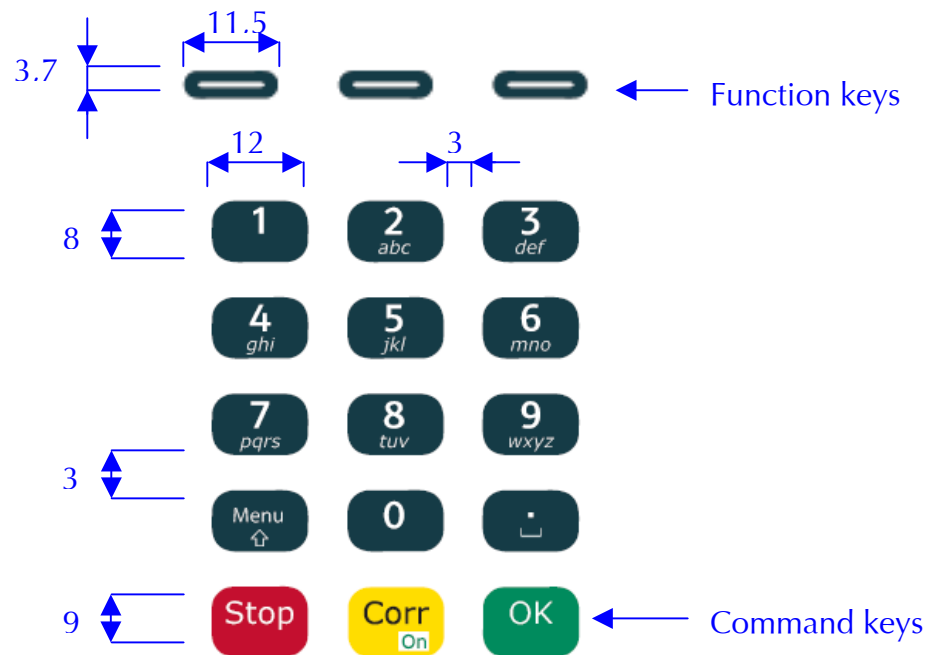 11,5
3,7
Function keys
12
3
8
1
2
abc
3
def
4
ghi
5
jkl
6
mno
7
pqrs
8
tuv
9
wxyz
3
Menu
0
.
9
Stop
Corr
On
OK
Command keys